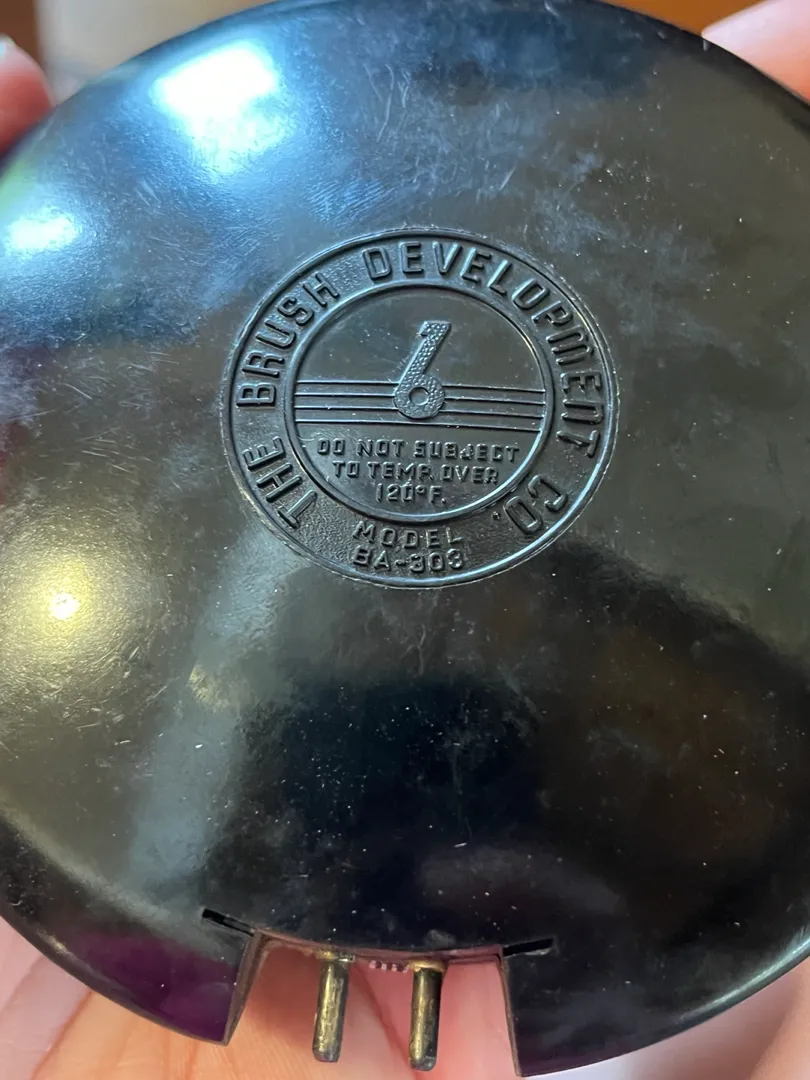 THE BRUSH DEVELOPMENT CO.
DO NOT SUBJECT
TO TEMP. OVER
120°F.
MODEL
BA-303